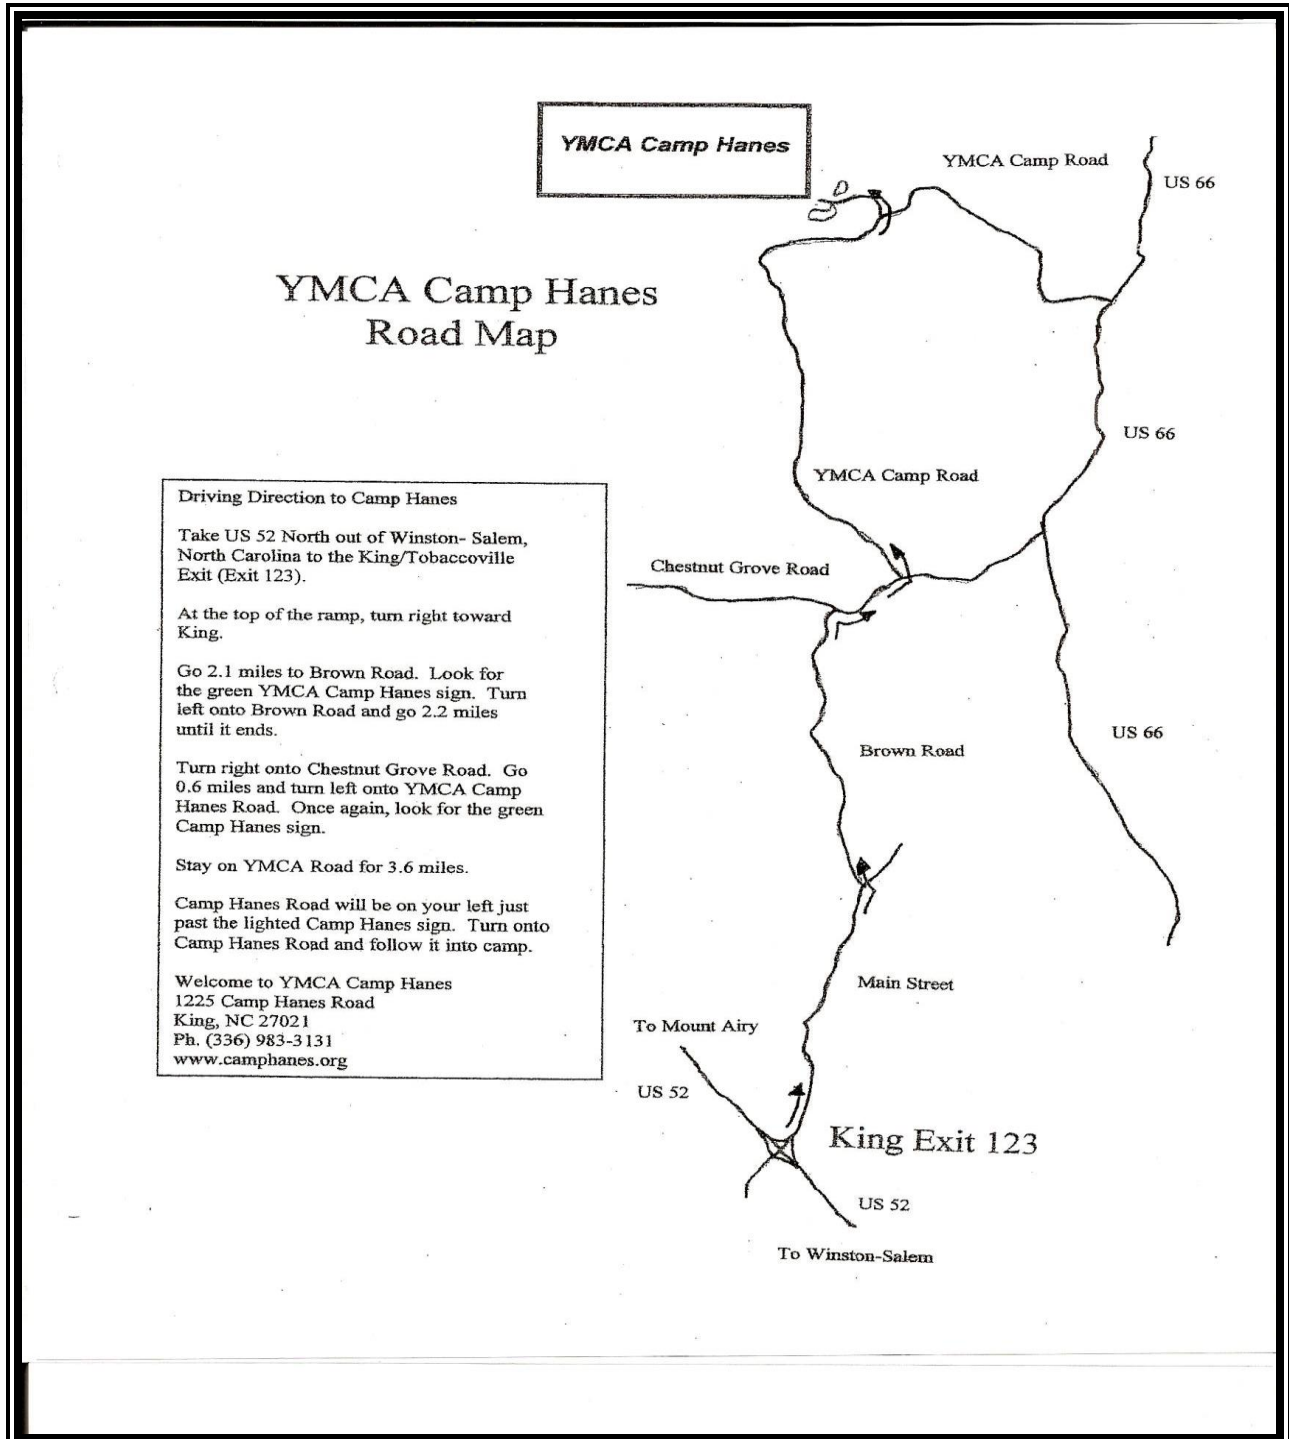 YMCA Camp Hanes
YMCA Camp Road
US 66
YMCA Camp Hanes
Road Map
US 66
YMCA Camp Road
Driving Direction to Camp Hanes
Take US 52 North out of Winston- Salem,
North Carolina to the King/Tobaccoville
Exit (Exit 123).
At the top of the ramp, turn right toward
King.
Go 2.1 miles to Brown Road. Look for
the green YMCA Camp Hanes sign. Turn
left onto Brown Road and go 2.2 miles
until it ends.
Turn right onto Chestnut Grove Road. Go
0.6 miles and turn left onto YMCA Camp
Hanes Road. Once again, look for the green
Camp Hanes sign.
Stay on YMCA Road for 3.6 miles.
Camp Hanes Road will be on your left just
past the lighted Camp Hanes sign. Turn onto
Camp Hanes Road and follow it into camp.
Welcome to YMCA Camp Hanes
1225 Camp Hanes Road
King, NC 27021
Ph. (336) 983-3131
www.camphanes.org
Chestnut Grove Road
US 66
Brown Road
Main Street
To Mount Airy
US 52
King Exit 123
US 52
To Winston-Salem